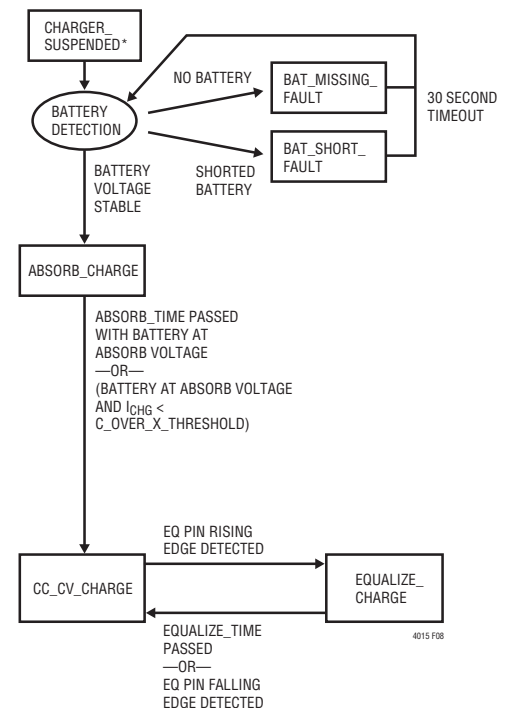 CHARGER_
SUSPENDED*
NO BATTERY
BAT_MISSING_
FAULT
30 SECOND
TIMEOUT
BATTERY
DETECTION
BAT_SHORT_
FAULT
BATTERY
VOLTAGE
STABLE
SHORTED
BATTERY
ABSORB_CHARGE
ABSORB_TIME PASSED
WITH BATTERY AT
ABSORB VOLTAGE
—OR—
(BATTERY AT ABSORB VOLTAGE
AND ICHG <
C_OVER_X_THRESHOLD)
EQ PIN RISING
EDGE DETECTED
CC_CV_CHARGE
EQUALIZE_
CHARGE
4015 F08
EQUALIZE_TIME
PASSED
—OR—
EQ PIN FALLING
EDGE DETECTED